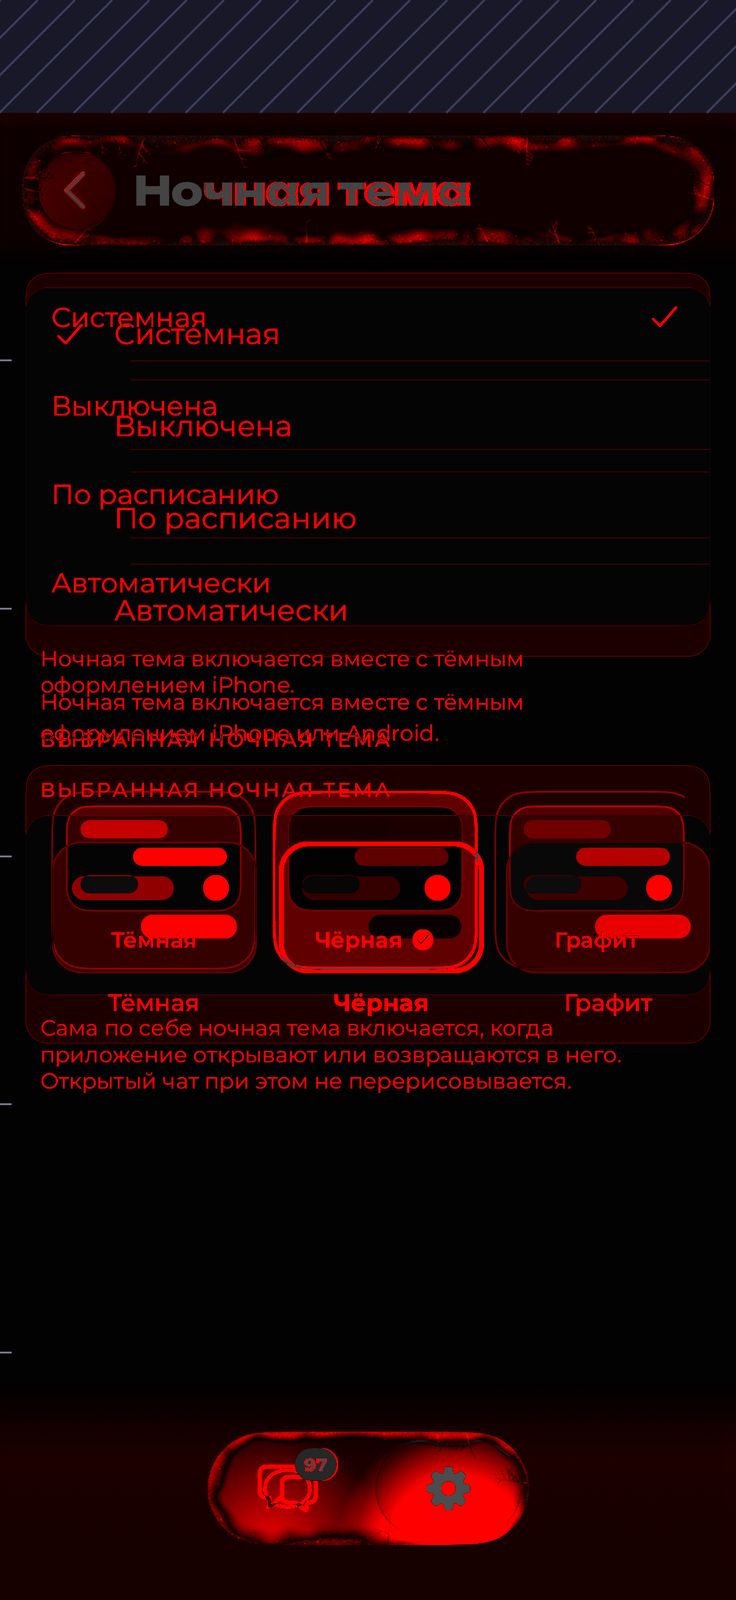 Ночная тема
Системная
Системная
Выключена
Выключена
По расписанию
По расписанию
Автоматически
Автоматически
Ночная тема включается вместе с тёмным
оформлением iPhone.
Ночная тема включается вместе с тёмным
оформлением iPhone или Android.
ВЫБРАННАЯ НОЧНАЯ ТЕМА
ВЫБРАННАЯ НОЧНАЯ ТЕМА
Тёмная
Чёрная
Графит
Тёмная
Чёрная
Графит
Сама по себе ночная тема включается, когда
приложение открывают или возвращаются в него.
Открытый чат при этом не перерисовывается.
97